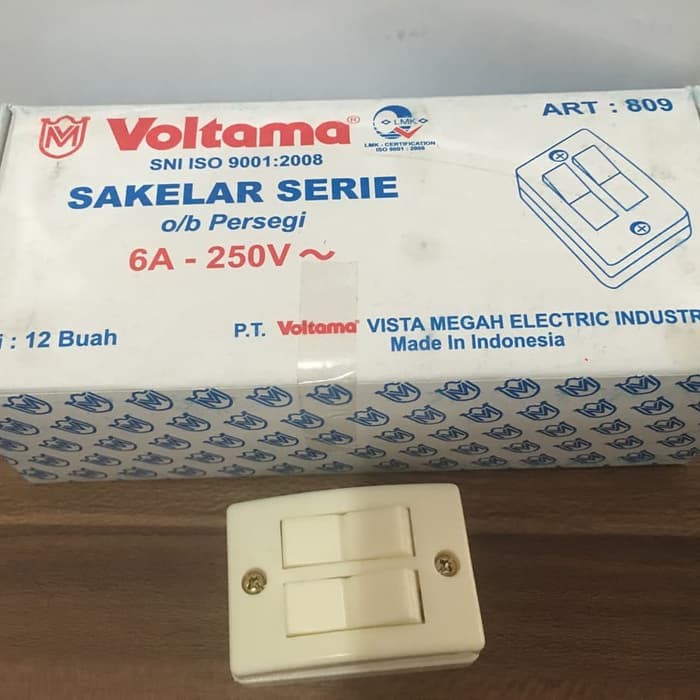 Voltama®
SNI ISO 9001:2008
LMK
LMK - CERTIFICATION
ISO 9001 : 2008
ART : 809
SAKELAR SERIE
o/b Persegi
6A - 250V ~
: 12 Buah
P.T. Voltama® VISTA MEGAH ELECTRIC INDUSTR
Made In Indonesia